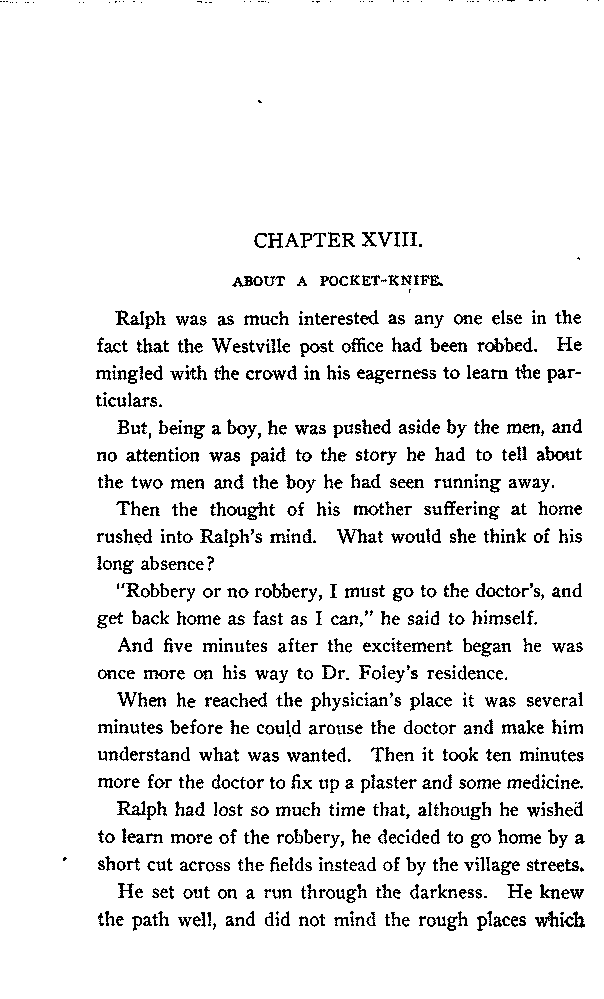 CHAPTER XVIII.
ABOUT A POCKET-KNIFE.
Ralph was as much interested as any one else in the
fact that the Westville post office had been robbed. He
mingled with the crowd in his eagerness to learn the par-
ticulars.
But, being a boy, he was pushed aside by the men, and
no attention was paid to the story he had to tell about
the two men and the boy he had seen running away.
Then the thought of his mother suffering at home
rushed into Ralph's mind. What would she think of his
long absence?
"Robbery or no robbery, I must go to the doctor's, and
get back home as fast as I can," he said to himself.
And five minutes after the excitement began he was
once more on his way to Dr. Foley's residence.
When he reached the physician's place it was several
minutes before he could arouse the doctor and make him
understand what was wanted. Then it took ten minutes
more for the doctor to fix up a plaster and some medicine.
Ralph had lost so much time that, although he wished
to learn more of the robbery, he decided to go home by a
short cut across the fields instead of by the village streets.
He set out on a run through the darkness. He knew
the path well, and did not mind the rough places which